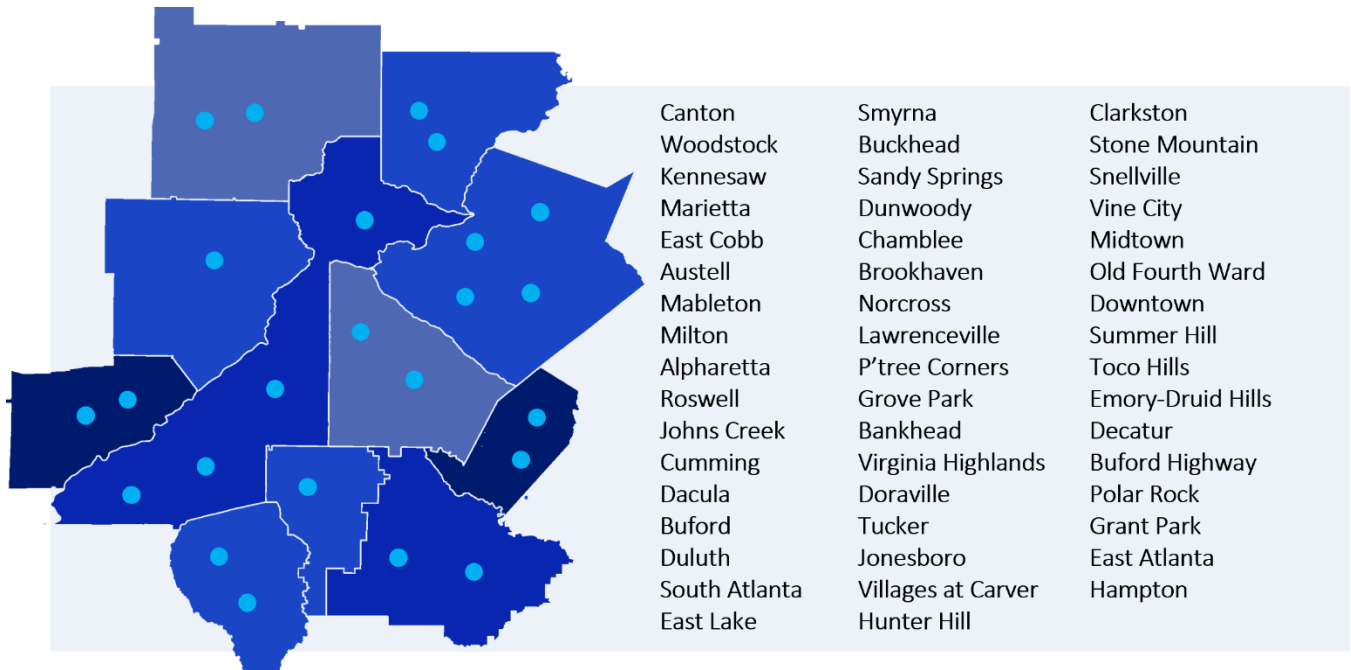 Canton
Woodstock
Kennesaw
Marietta
East Cobb
Austell
Mableton
Milton
Alpharetta
Roswell
Johns Creek
Cumming
Dacula
Buford
Duluth
South Atlanta
East Lake
Smyrna
Buckhead
Sandy Springs
Dunwoody
Chamblee
Brookhaven
Norcross
Lawrenceville
P'tree Corners
Grove Park
Bankhead
Virginia Highlands
Doraville
Tucker
Jonesboro
Villages at Carver
Hunter Hill
Clarkston
Stone Mountain
Snellville
Vine City
Midtown
Old Fourth Ward
Downtown
Summer Hill
Toco Hills
Emory-Druid Hills
Decatur
Buford Highway
Polar Rock
Grant Park
East Atlanta
Hampton